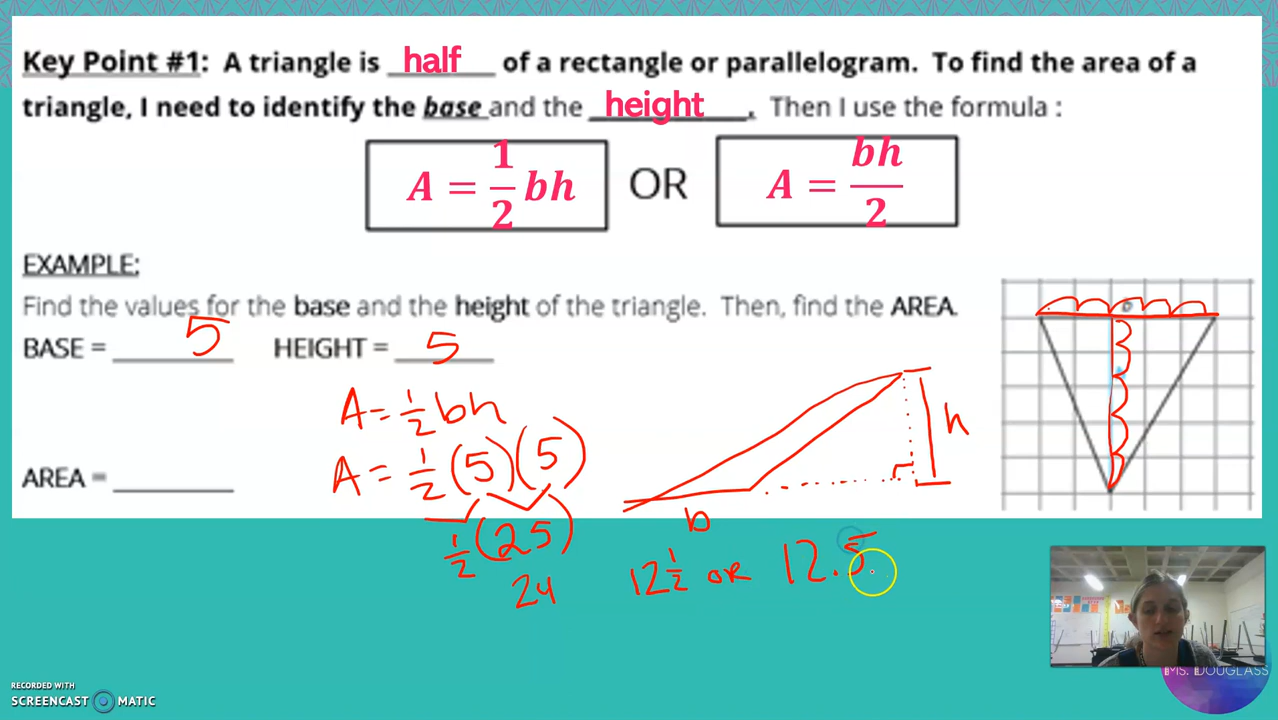 Key Point #1: A triangle is half of a rectangle or parallelogram. To find the area of a
triangle, I need to identify the base and the height. Then I use the formula :
A = 1/2 bh OR A = bh/2
EXAMPLE:
Find the values for the base and the height of the triangle. Then, find the AREA.
BASE = 5 HEIGHT = 5
A = 1/2 bh
A = 1/2 (5)(5)
AREA =
1/2 (25)
24
h
b
12 1/2 OR 12.5
RECORDED WITH
SCREENCAST MATIC
MS. DOUGLASS